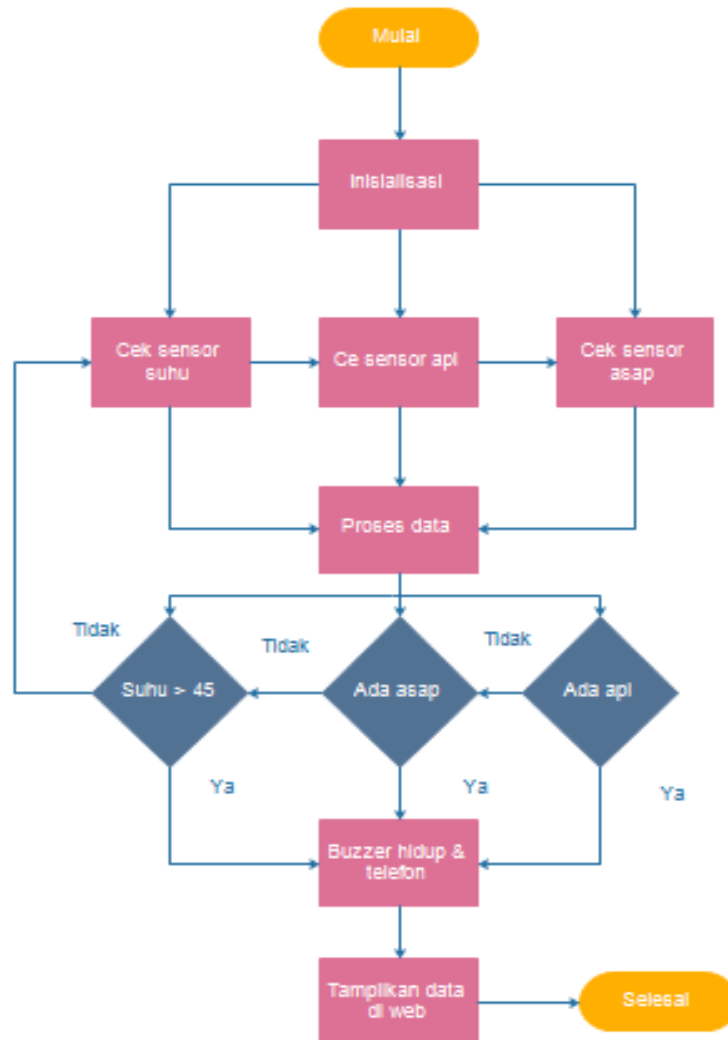 Mulai
Inisialisasi
Cek sensor
suhu
Ce sensor api
Cek sensor
asap
Proses data
Tidak
Tidak
Tidak
Suhu > 45
Ada asap
Ada api
Ya
Ya
Ya
Buzzer hidup &
telefon
Tampilkan data
di web
Selesai